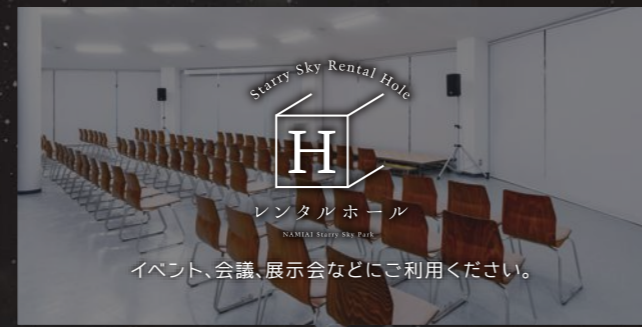 Starry Sky Rental Hole
H
レンタルホール
NAMIAI Starry Sky Park
イベント、会議、展示会などにご利用ください。